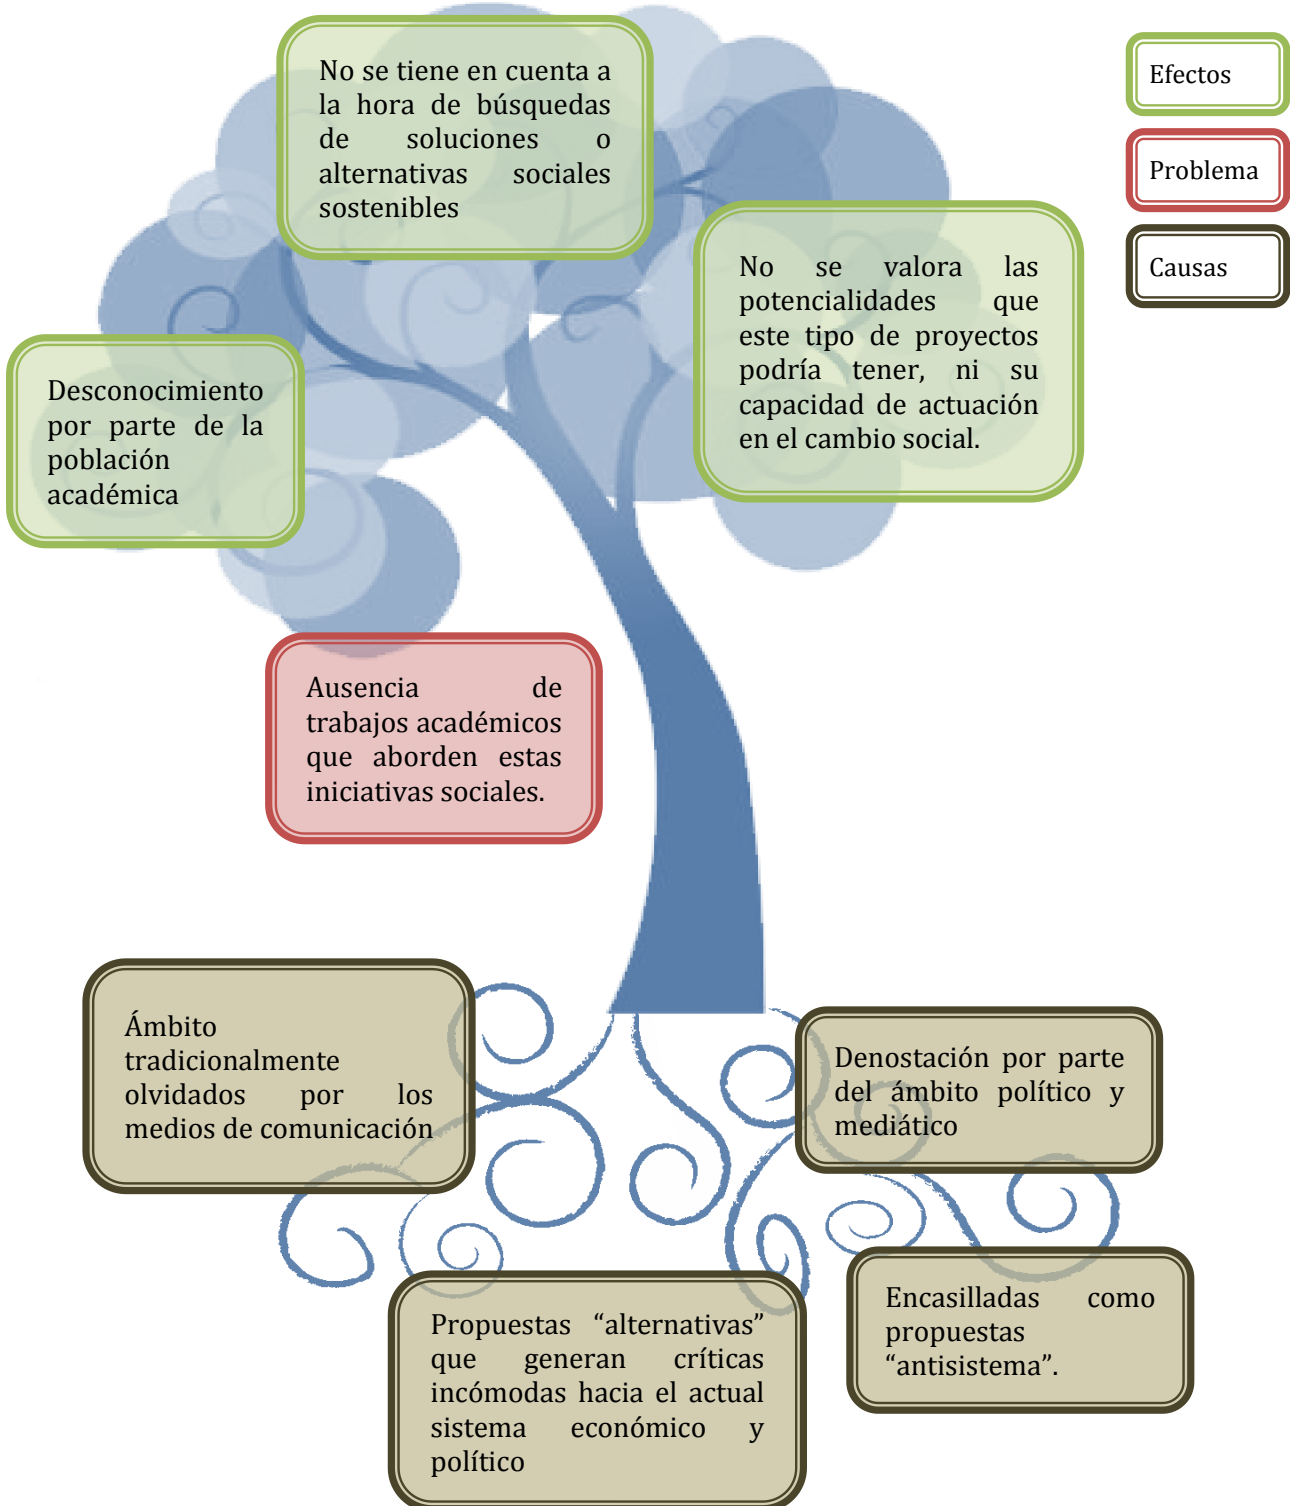 No se tiene en cuenta a
la hora de búsquedas
de soluciones o
alternativas sociales
sostenibles
Efectos
Problema
Causas
No se valora las
potencialidades que
este tipo de proyectos
podría tener, ni su
capacidad de actuación
en el cambio social.
Desconocimiento
por parte de la
población
académica
Ausencia de
trabajos académicos
que aborden estas
iniciativas sociales.
Ámbito
tradicionalmente
olvidados por los
medios de comunicación
Denostación por parte
del ámbito político y
mediático
Propuestas “alternativas”
que generan críticas
incómodas hacia el actual
sistema económico y
político
Encasilladas como
propuestas
“antisistema”.